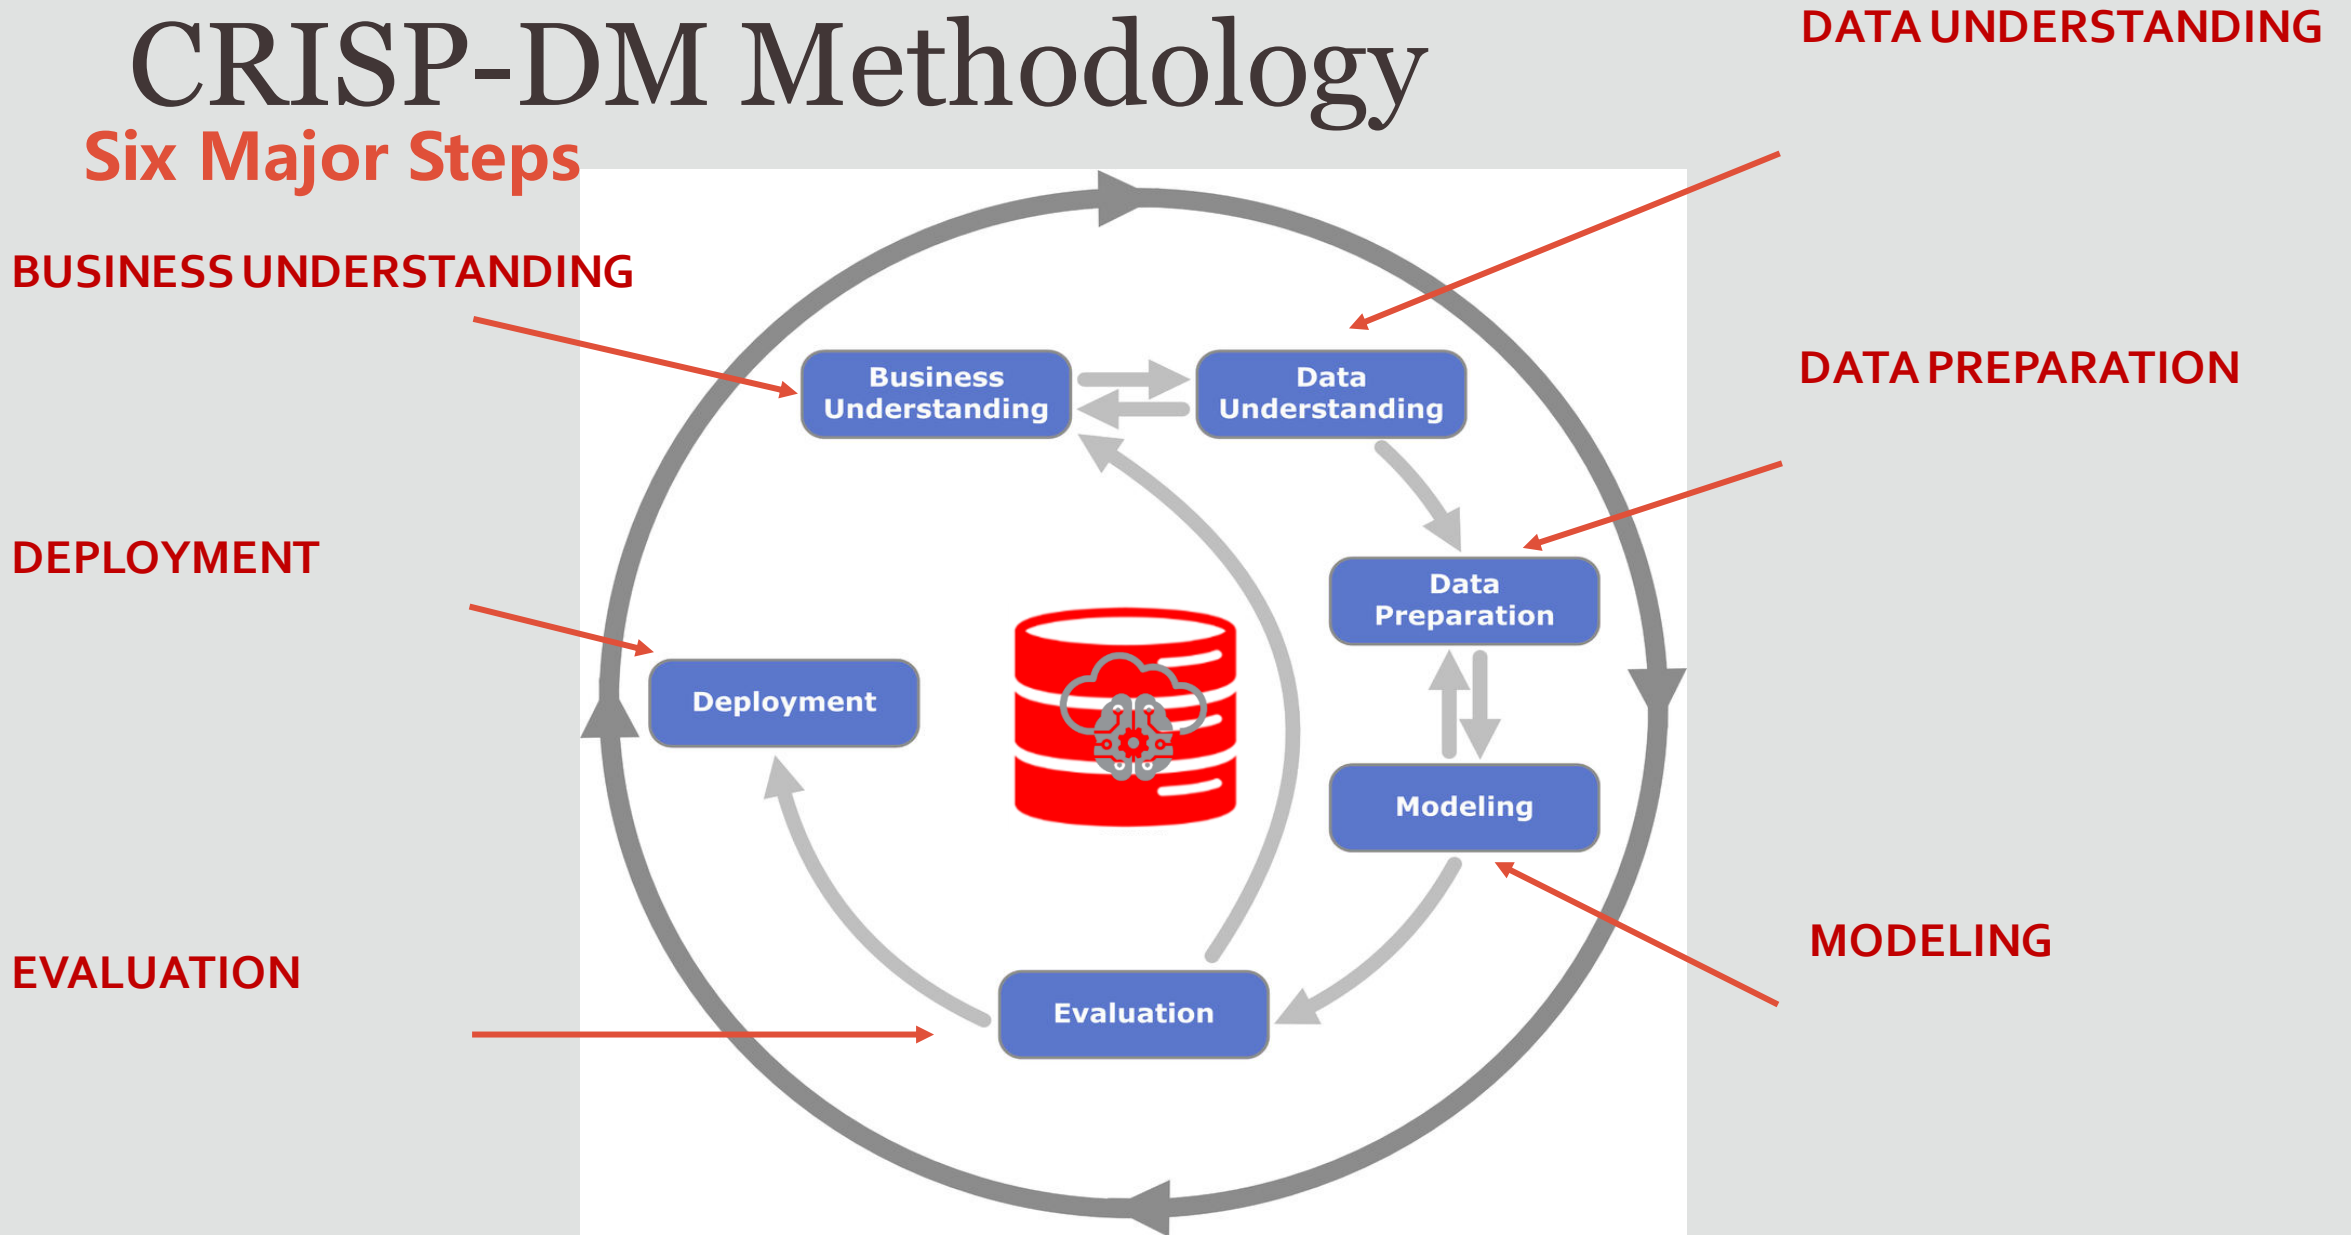 CRISP-DM Methodology
Six Major Steps
DATA UNDERSTANDING
BUSINESS UNDERSTANDING
DATA PREPARATION
DEPLOYMENT
MODELING
EVALUATION
Business
Understanding
Data
Understanding
Data
Preparation
Modeling
Evaluation
Deployment